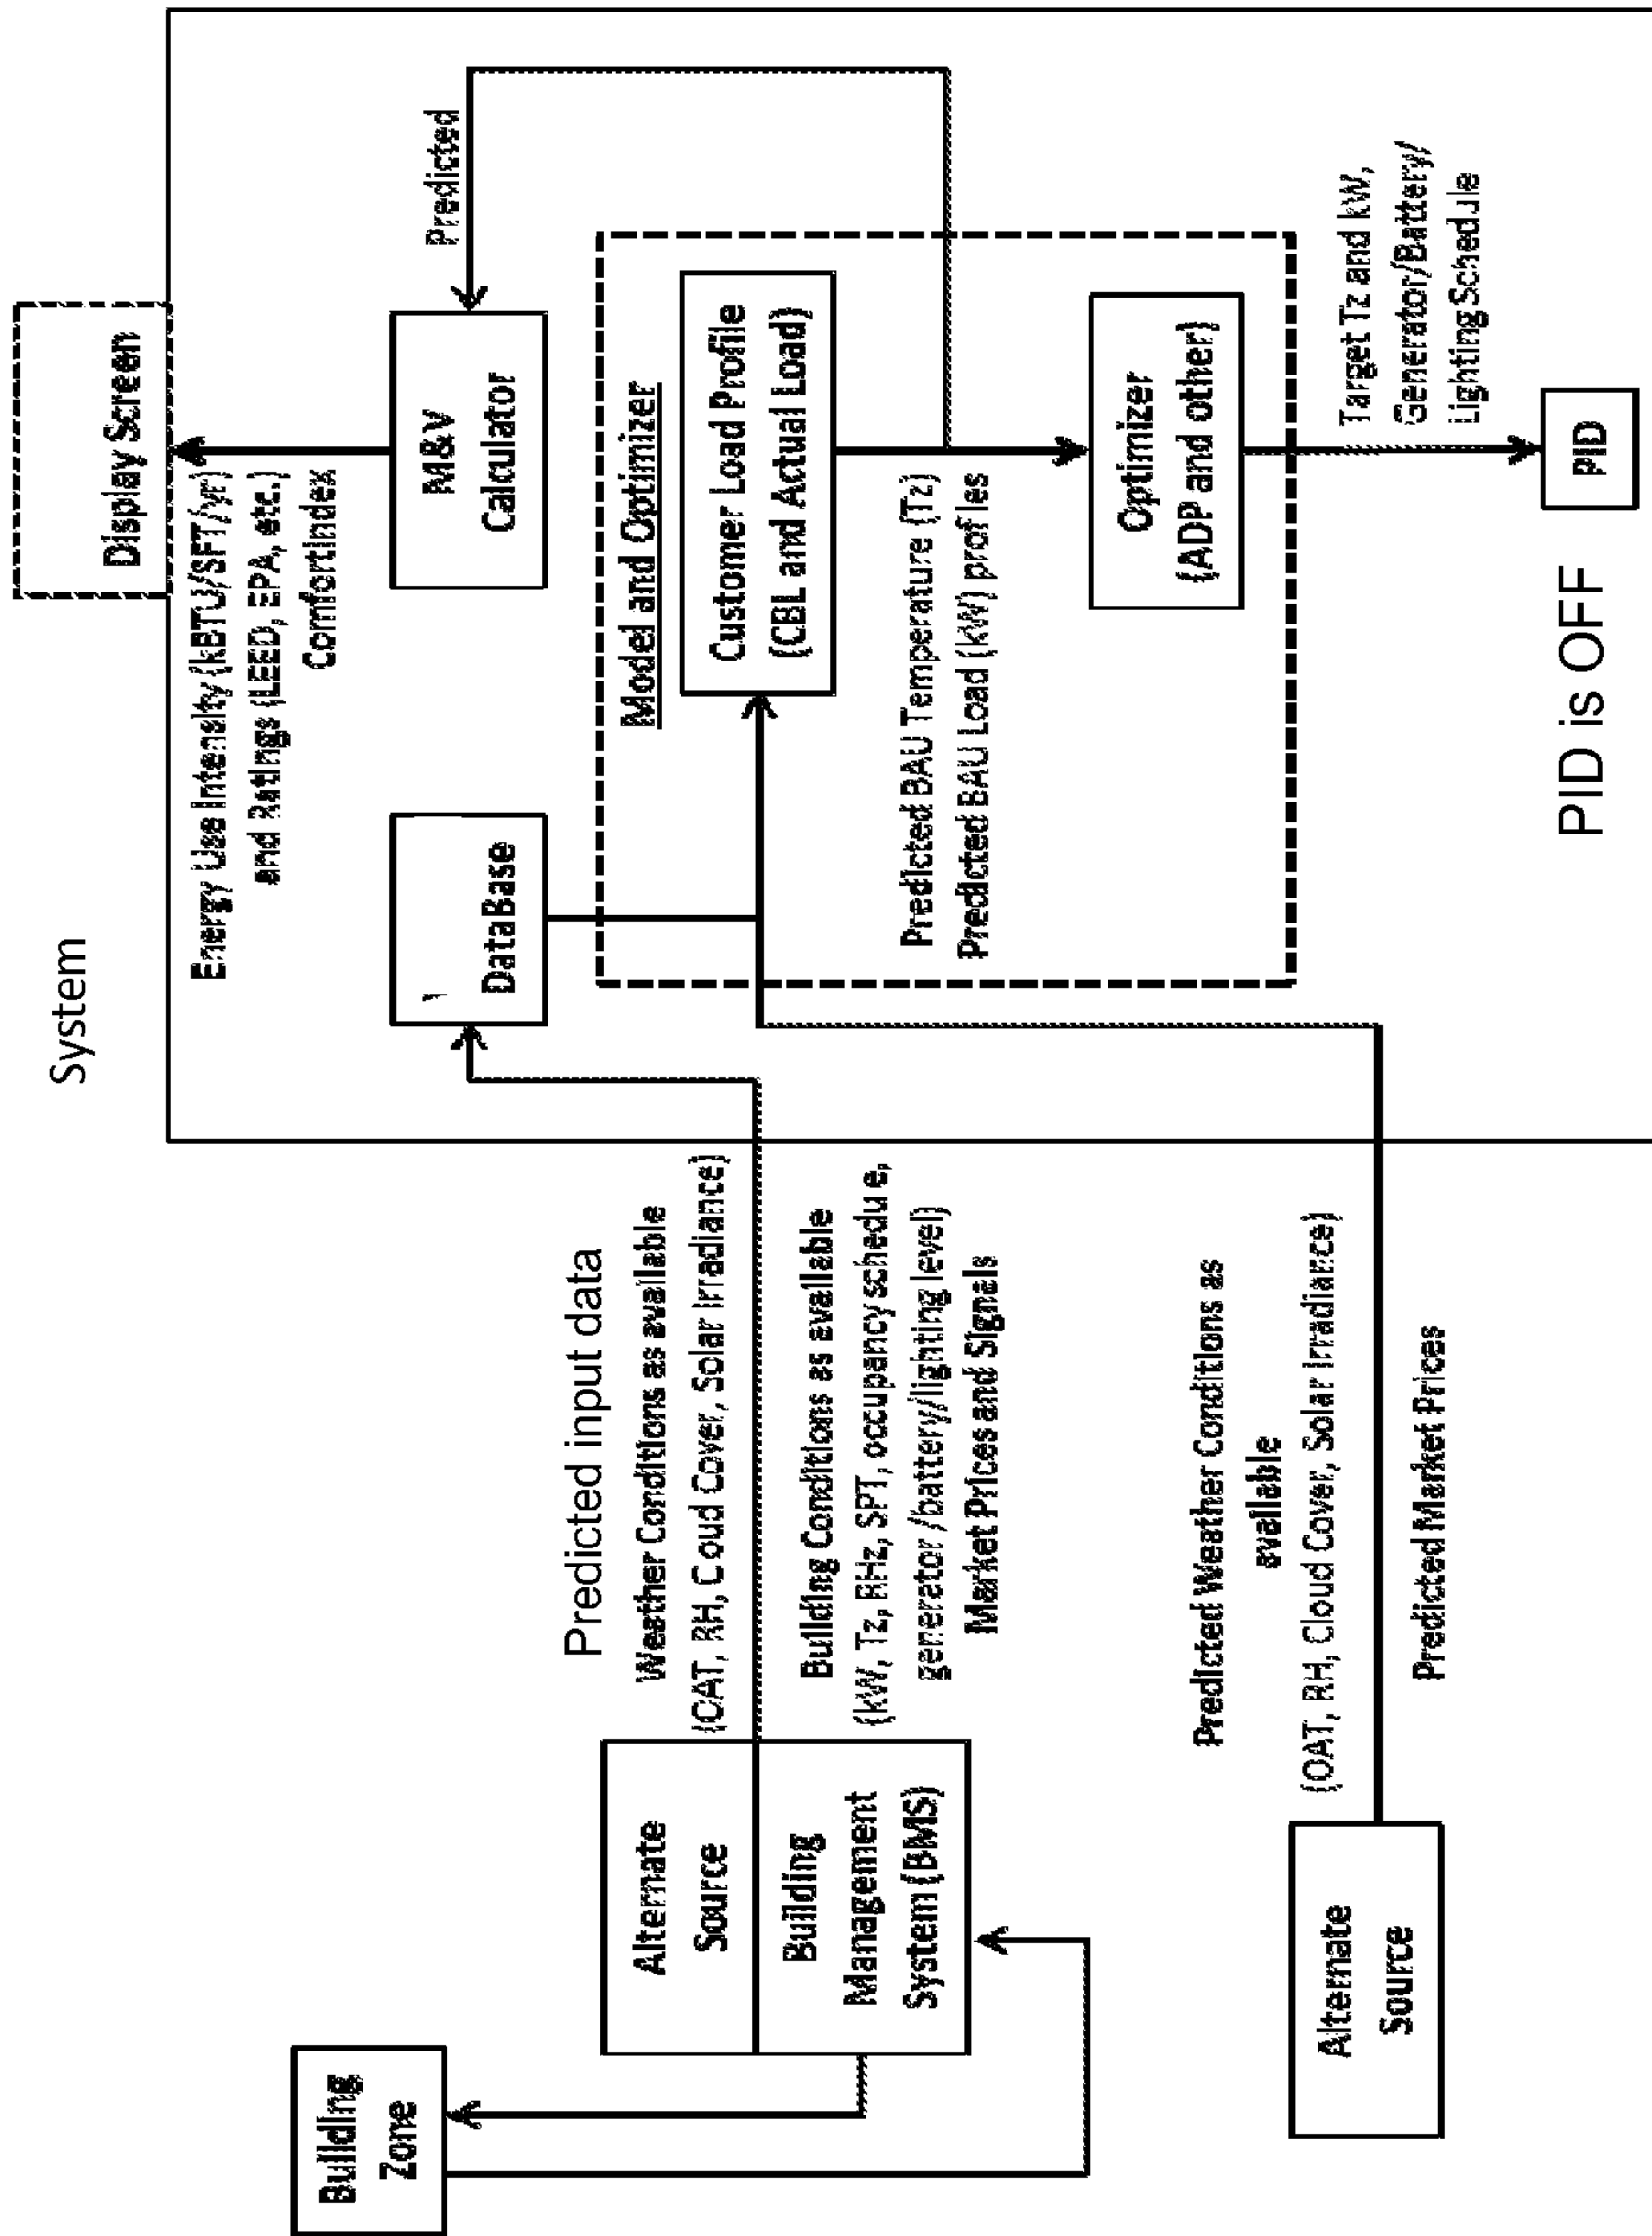 System
Display Screen
Energy Use Intensity (kBTU/SFT/yr)
and Ratings (LEED, EPA, etc.)
ComfortIndex
Predicted
M&V
Calculator
DataBase
Model and Optimizer
Customer Load Profile
(CBL and Actual Load)
Predicted BAU Temperature (Tz)
Predicted BAU Load (kW) profiles
Optimizer
(ADP and other)
Target Tz and kW,
Generator/Battery/
Lighting Schedule
PID
PID is OFF
Predicted input data
Weather Conditions as available
(OAT, RH, C oud Cover, Solar Irradiance)
Building Conditions as available
(kW, Tz, RHz, SPT, occupancy schedu e,
generator /battery/lighting level)
Market Prices and Signals
Building
Zone
Alternate
Source
Building
Management
System (BMS)
Predicted Weather Conditions as
available
(OAT, RH, Cloud Cover, Solar Irradiance)
Predicted Market Prices
Alternate
Source